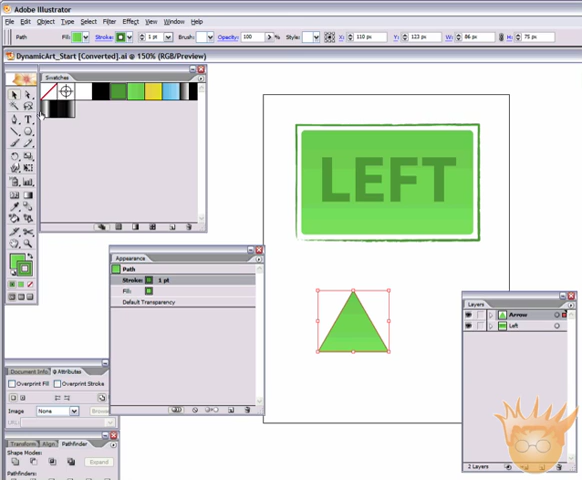 Adobe Illustrator
File Edit Object Type Select Filter Effect View Window Help
Path Fill: Stroke: 1 pt Brush: Opacity: 100 Style: X: 110 px Y: 123 px W: 86 px H: 75 px
DynamicArt_Start [Converted].ai @ 150% (RGB/Preview)
Swatches
LEFT
Appearance
Path
Stroke: 1 pt
Fill:
Default Transparency
Layers
Arrow
Left
2 Layers
Document Info Attributes
Overprint Fill Overprint Stroke
Image None Browse
URL:
Transform Align Pathfinder
Shape Modes:
Expand
Pathfinders: